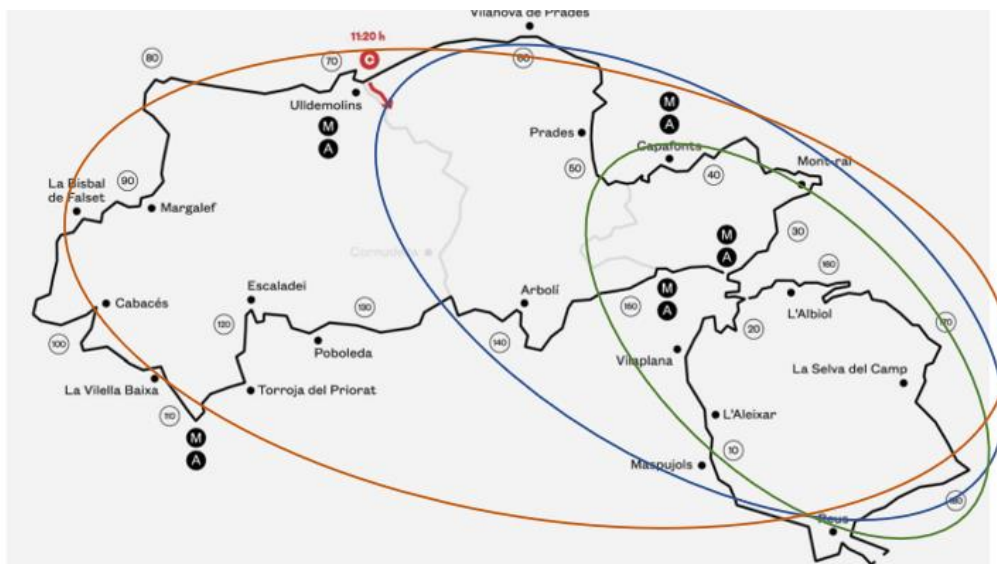 Vilanova de Prades
11:20 h
C
80
70
60
Ulldemolins
M
A
Prades
M
A
Capafonts
50
40
Mont-ral
La Bisbal
de Falset
90
Margalef
30
M
A
Cornudella
Cabacés
Escaladei
130
Arbolí
150
M
A
160
L'Albiol
100
120
Poboleda
140
20
170
Vilaplana
La Selva del Camp
La Vilella Baixa
Torroja del Priorat
110
L'Aleixar
M
A
10
Maspujols
180
Reus